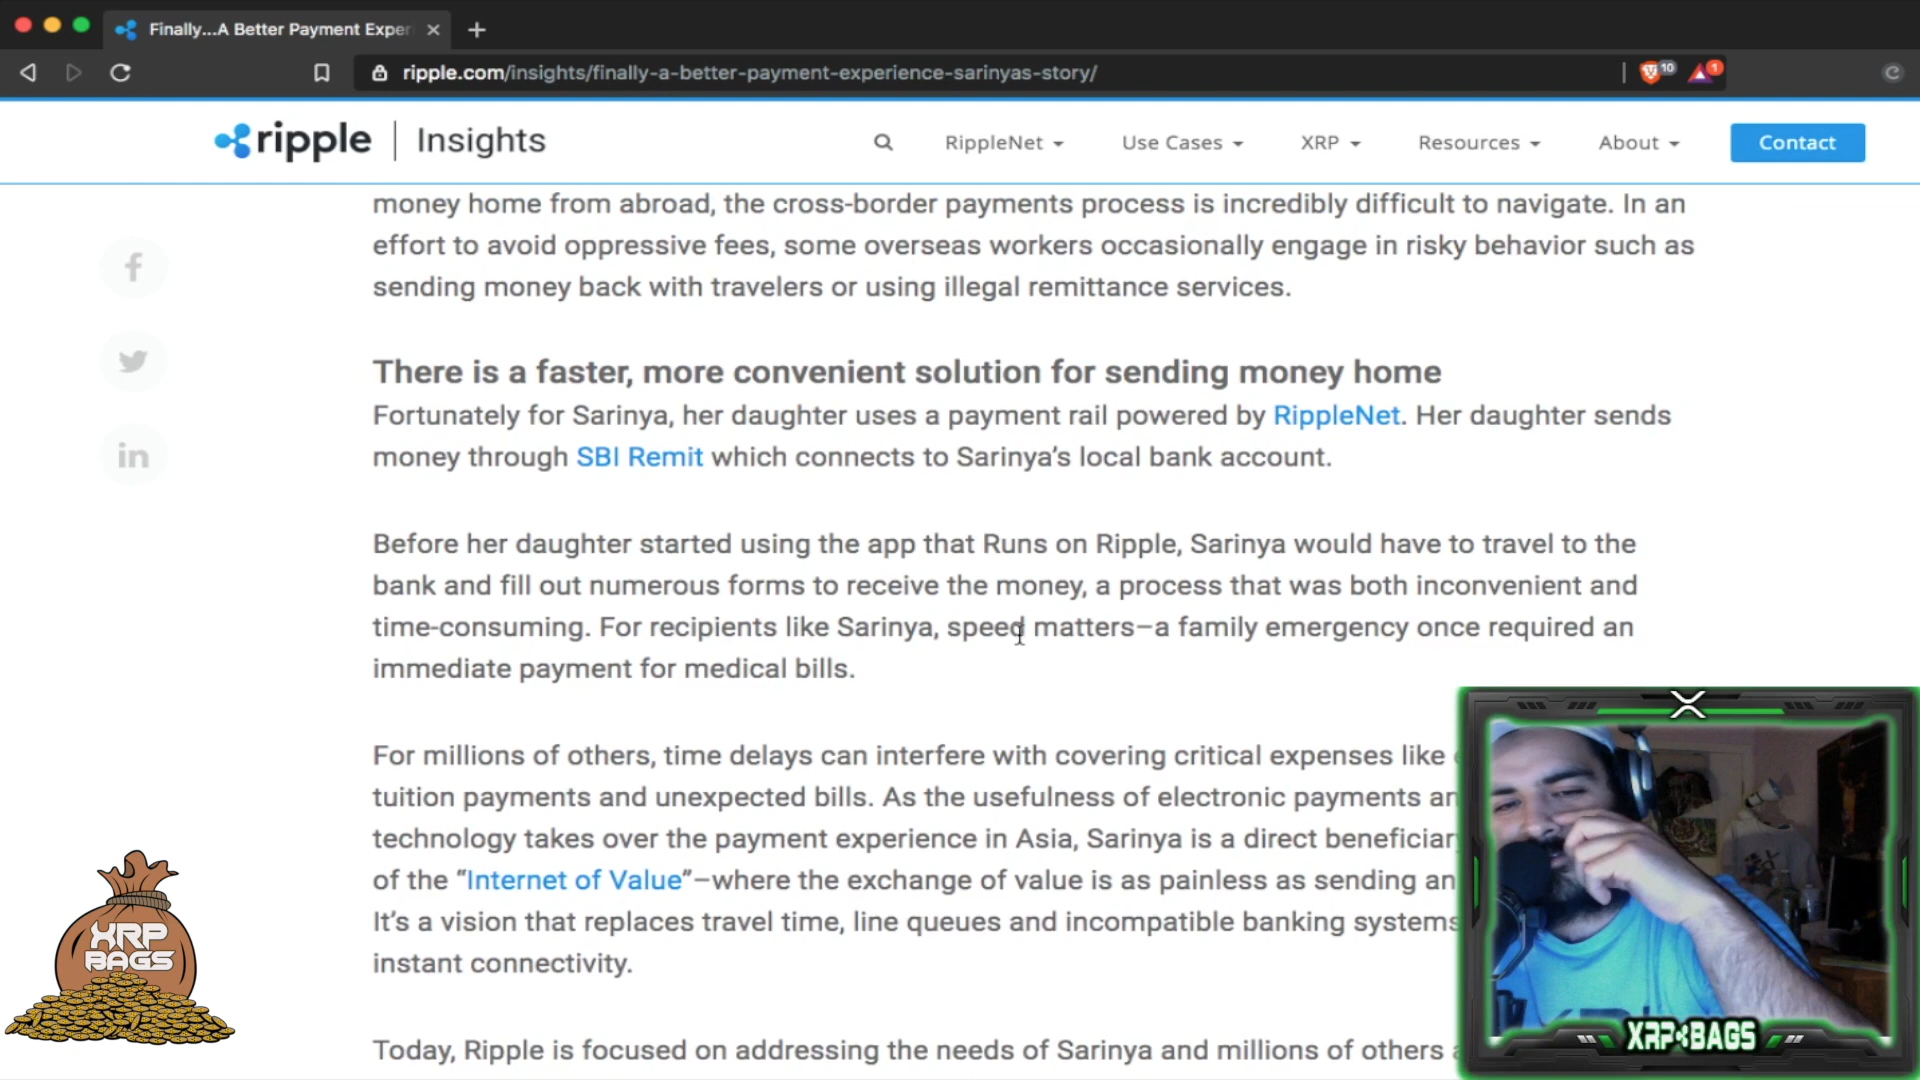 Finally...A Better Payment Exper
ripple.com/insights/finally-a-better-payment-experience-sarinyas-story/
10
1
ripple | Insights
RippleNet
Use Cases
XRP
Resources
About
Contact
money home from abroad, the cross-border payments process is incredibly difficult to navigate. In an
effort to avoid oppressive fees, some overseas workers occasionally engage in risky behavior such as
sending money back with travelers or using illegal remittance services.
There is a faster, more convenient solution for sending money home
Fortunately for Sarinya, her daughter uses a payment rail powered by RippleNet. Her daughter sends
money through SBI Remit which connects to Sarinya's local bank account.
Before her daughter started using the app that Runs on Ripple, Sarinya would have to travel to the
bank and fill out numerous forms to receive the money, a process that was both inconvenient and
time-consuming. For recipients like Sarinya, speed matters–a family emergency once required an
immediate payment for medical bills.
For millions of others, time delays can interfere with covering critical expenses like
tuition payments and unexpected bills. As the usefulness of electronic payments an
technology takes over the payment experience in Asia, Sarinya is a direct beneficiary
of the “Internet of Value”–where the exchange of value is as painless as sending an
It's a vision that replaces travel time, line queues and incompatible banking systems
instant connectivity.
Today, Ripple is focused on addressing the needs of Sarinya and millions of others
XRP
BAGS
XRP BAGS